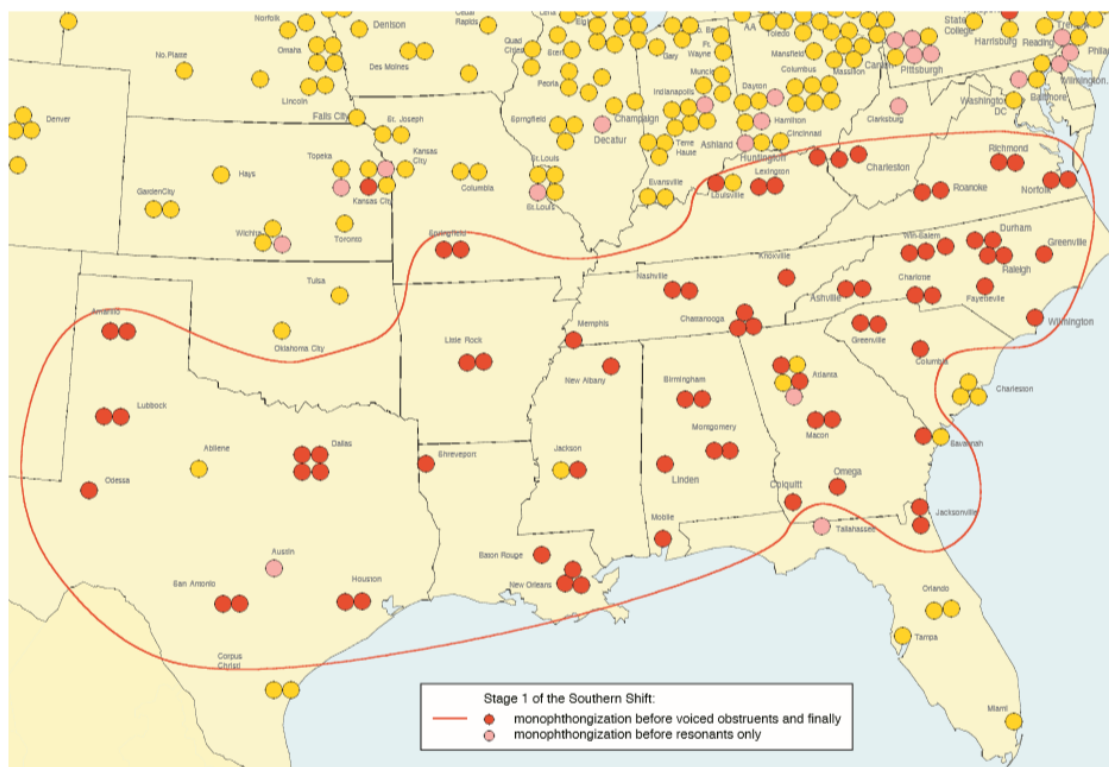 Norfolk
Denison
Cedar
Rapids
Omaha
Des Moines
Quad
Cities
No.Platte
Lincoln
Peoria
Gary
Ft.
Wayne
AA
Toledo
Mansfield
Massillon
Canton
State
College
Harrisburg
Reading
Pittsburgh
Wilmington
Baltimore
Washington
DC
Clarksburg
Muncie
Columbus
Dayton
Hamilton
Cincinnati
Indianapolis
Terre
Haute
Ashland
Huntington
Champaign
Decatur
Springfield
Denver
Falls City
St. Joseph
Kansas
City
Topeka
Kansas City
Hays
GardenCity
Wichita
Toronto
Columbia
St.Louis
St.Louis
Evansville
Louisville
Lexington
Charleston
Richmond
Roanoke
Norfolk
Springfield
Tulsa
Oklahoma City
Amarillo
Nashville
Knoxville
Chattanooga
Ashville
Win-Salem
Durham
Raleigh
Greenville
Charlotte
Fayetteville
Wilmington
Greenville
Columbia
Charleston
Memphis
Little Rock
New Albany
Birmingham
Montgomery
Atlanta
Macon
Savannah
Lubbock
Odessa
Abilene
Dallas
Shreveport
Jackson
Linden
Colquitt
Omega
Jacksonville
Tallahassee
Mobile
Baton Rouge
New Orleans
Austin
San Antonio
Houston
Corpus
Christi
Orlando
Tampa
Miami
Stage 1 of the Southern Shift:
monophthongization before voiced obstruents and finally
monophthongization before resonants only